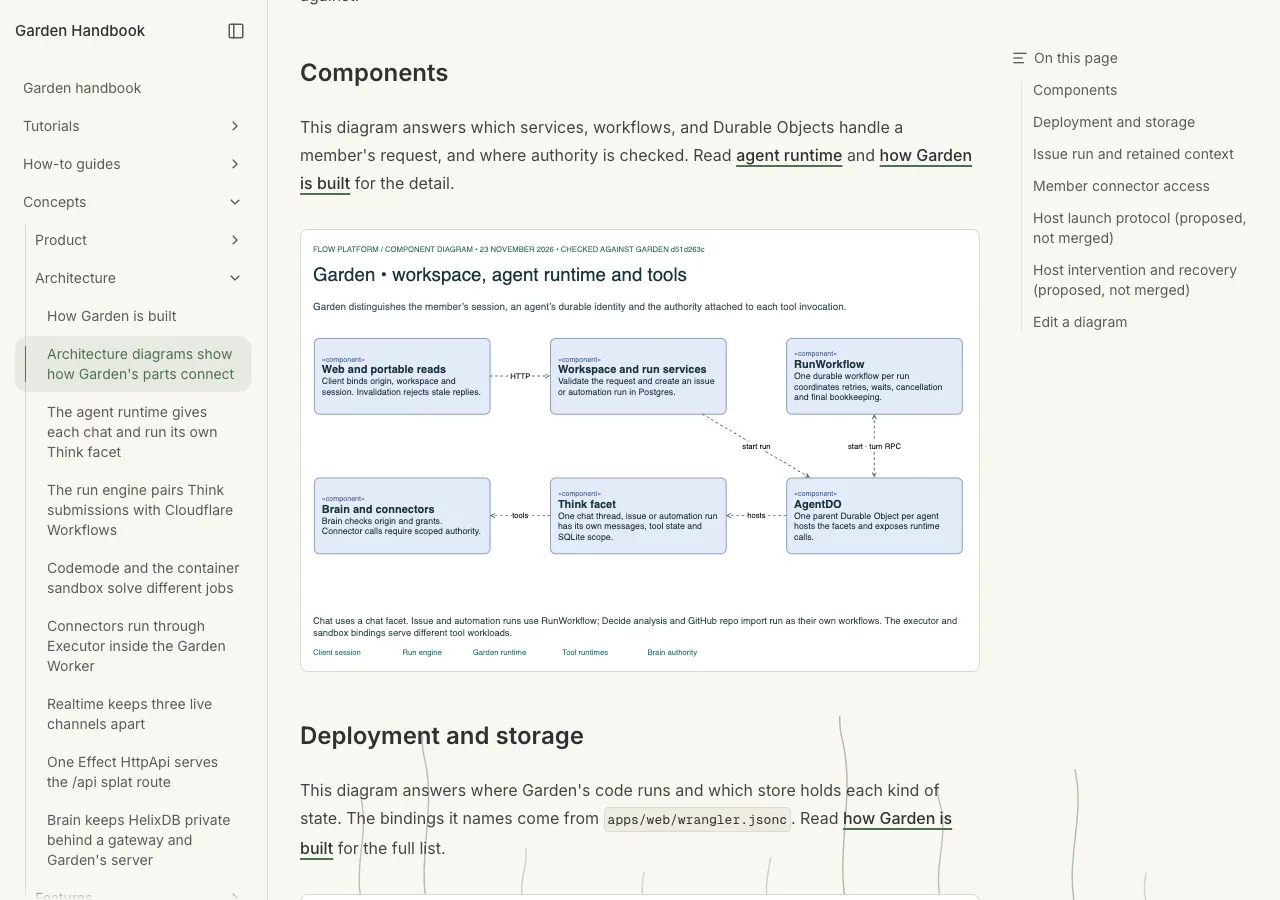 Garden Handbook
Garden handbook
Tutorials
How-to guides
Concepts
Product
Architecture
How Garden is built
Architecture diagrams show
how Garden's parts connect
The agent runtime gives
each chat and run its own
Think facet
The run engine pairs Think
submissions with Cloudflare
Workflows
Codemode and the container
sandbox solve different jobs
Connectors run through
Executor inside the Garden
Worker
Realtime keeps three live
channels apart
One Effect HttpApi serves
the /api splat route
Brain keeps HelixDB private
behind a gateway and
Garden's server
Features
against.
Components
This diagram answers which services, workflows, and Durable Objects handle a
member's request, and where authority is checked. Read agent runtime and how Garden
is built for the detail.
FLOW PLATFORM / COMPONENT DIAGRAM • 23 NOVEMBER 2026 • CHECKED AGAINST GARDEN d51d263c
Garden • workspace, agent runtime and tools
Garden distinguishes the member's session, an agent's durable identity and the authority attached to each tool invocation.
«component»
Web and portable reads
Client binds origin, workspace and
session. Invalidation rejects stale replies.
HTTP
«component»
Workspace and run services
Validate the request and create an issue
or automation run in Postgres.
«component»
RunWorkflow
One durable workflow per run
coordinates retries, waits, cancellation
and final bookkeeping.
start run
start · turn RPC
«component»
Brain and connectors
Brain checks origin and grants.
Connector calls require scoped authority.
tools
«component»
Think facet
One chat thread, issue or automation run
has its own messages, tool state and
SQLite scope.
hosts
«component»
AgentDO
One parent Durable Object per agent
hosts the facets and exposes runtime
calls.
Chat uses a chat facet. Issue and automation runs use RunWorkflow; Decide analysis and GitHub repo import run as their own workflows. The executor and
sandbox bindings serve different tool workloads.
Client session
Run engine
Garden runtime
Tool runtimes
Brain authority
Deployment and storage
This diagram answers where Garden's code runs and which store holds each kind of
state. The bindings it names come from apps/web/wrangler.jsonc. Read how Garden is
built for the full list.
On this page
Components
Deployment and storage
Issue run and retained context
Member connector access
Host launch protocol (proposed,
not merged)
Host intervention and recovery
(proposed, not merged)
Edit a diagram